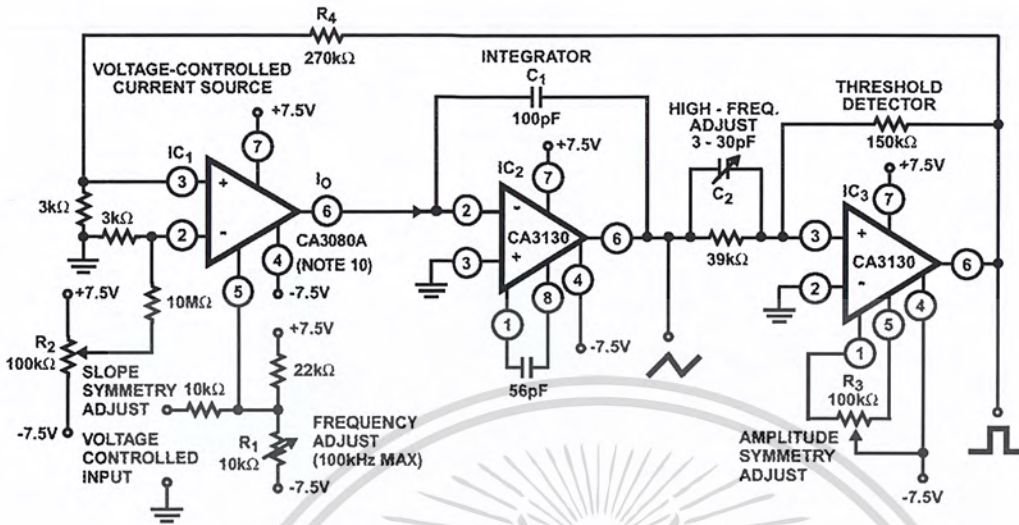 R4
270kΩ
VOLTAGE-CONTROLLED
CURRENT SOURCE
+7.5V
7
IC1
3
+
3kΩ
3kΩ
2
-
IO
6
CA3080A
(NOTE 10)
4
-7.5V
5
+7.5V
R2
100kΩ
-7.5V
10MΩ
SLOPE
SYMMETRY
ADJUST
10kΩ
VOLTAGE
CONTROLLED
INPUT
+7.5V
22kΩ
R1
10kΩ
FREQUENCY
ADJUST
(100kHz MAX)
-7.5V
INTEGRATOR
C1
100pF
+7.5V
7
IC2
2
-
CA3130
3
+
6
4
-7.5V
8
1
56pF
HIGH - FREQ.
ADJUST
3 - 30pF
C2
39kΩ
THRESHOLD
DETECTOR
150kΩ
+7.5V
7
IC3
3
+
CA3130
2
-
6
4
5
1
R3
100kΩ
AMPLITUDE
SYMMETRY
ADJUST
-7.5V